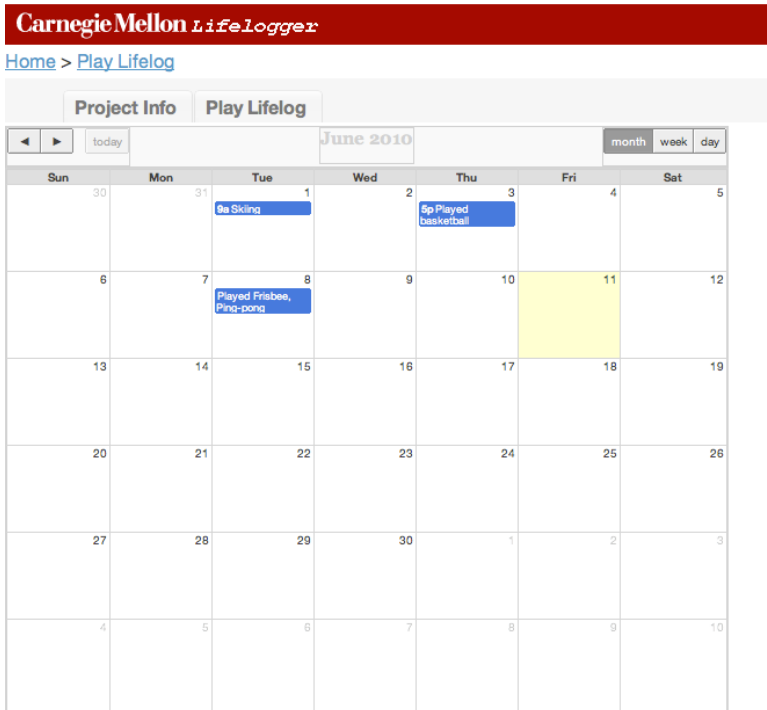 Carnegie Mellon Lifelogger
Home > Play Lifelog
Project Info Play Lifelog
◄ ► today June 2010 month week day
Sun Mon Tue Wed Thu Fri Sat
30 31 1 2 3 4 5
9a Skiing
5p Played
basketball
6 7 8 9 10 11 12
Played Frisbee,
Ping-pong
13 14 15 16 17 18 19
20 21 22 23 24 25 26
27 28 29 30 1 2 3
4 5 6 7 8 9 10